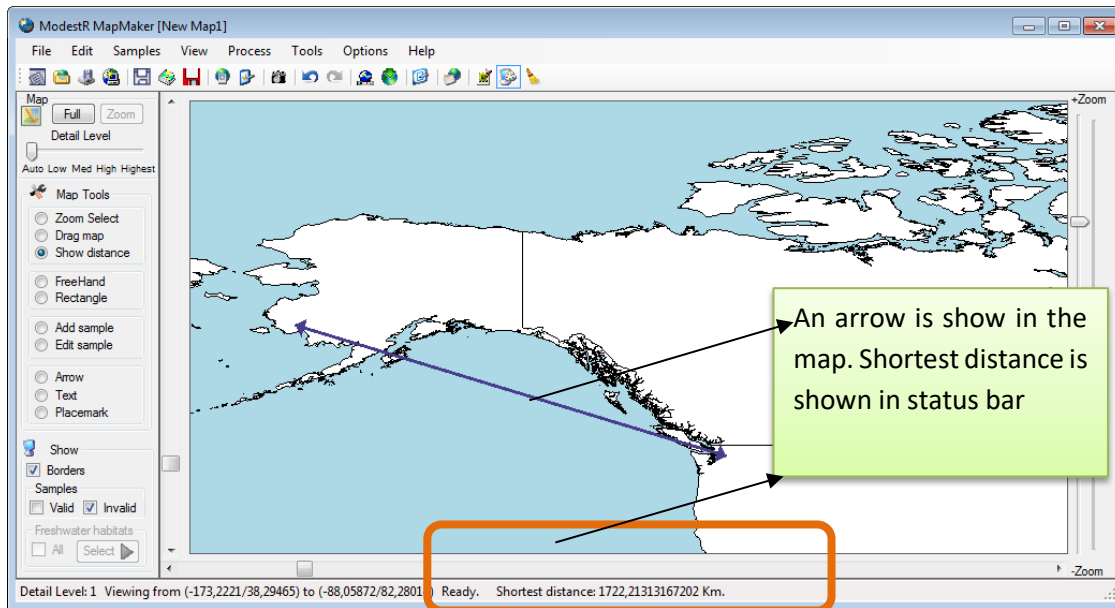 ModestR MapMaker [New Map1]
File Edit Samples View Process Tools Options Help
Map
Full Zoom
Detail Level
Auto Low Med High Highest
Map Tools
Zoom Select
Drag map
Show distance
FreeHand
Rectangle
Add sample
Edit sample
Arrow
Text
Placemark
Show
Borders
Samples
Valid Invalid
Freshwater habitats
All Select
+Zoom
An arrow is show in the
map. Shortest distance is
shown in status bar
-Zoom
Detail Level: 1 Viewing from (-173,2221/38,29465) to (-88,05872/82,2801 ) Ready. Shortest distance: 1722,21313167202 Km.